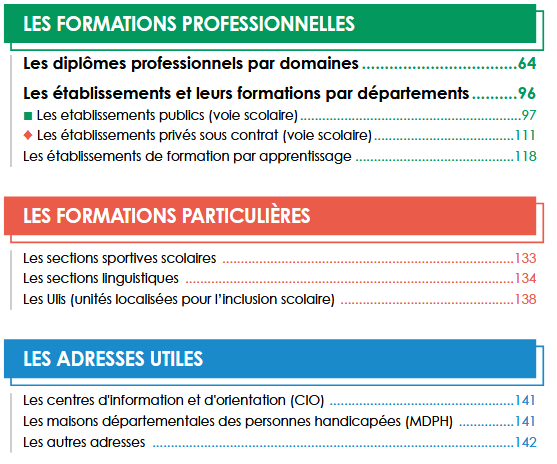 LES FORMATIONS PROFESSIONNELLES
Les diplômes professionnels par domaines ..................................64
Les établissements et leurs formations par départements ..........96
■ Les etablissements publics (voie scolaire) ..........................................................97
◆ Les établissements privés sous contrat (voie scolaire) .....................................111
Les établissements de formation par apprentissage ..........................................118
LES FORMATIONS PARTICULIÈRES
Les sections sportives scolaires ..........................................................................133
Les sections linguistiques ...................................................................................134
Les Ulis (unités localisées pour l'inclusion scolaire) ............................................138
LES ADRESSES UTILES
Les centres d'information et d'orientation (CIO) ...............................................141
Les maisons départementales des personnes handicapées (MDPH) ..............141
Les autres adresses ............................................................................................142